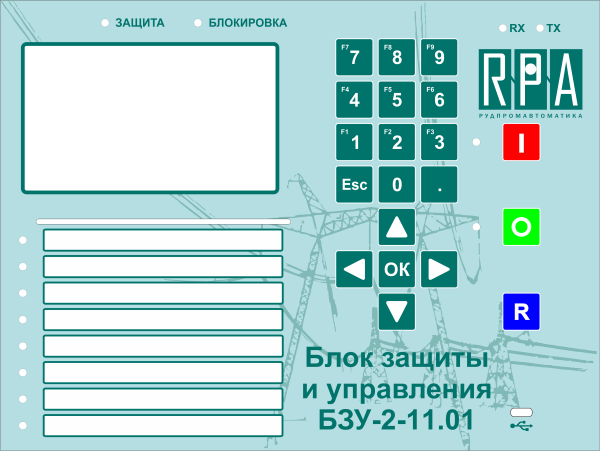 ЗАЩИТА БЛОКИРОВКА
RX TX
F7 7 F8 8 F9 9
F4 4 F5 5 F6 6
F1 1 F2 2 F3 3
Esc 0 .
OK
RPA
РУДПРОМАВТОМАТИКА
I
O
R
Блок защиты
и управления
БЗУ-2-11.01